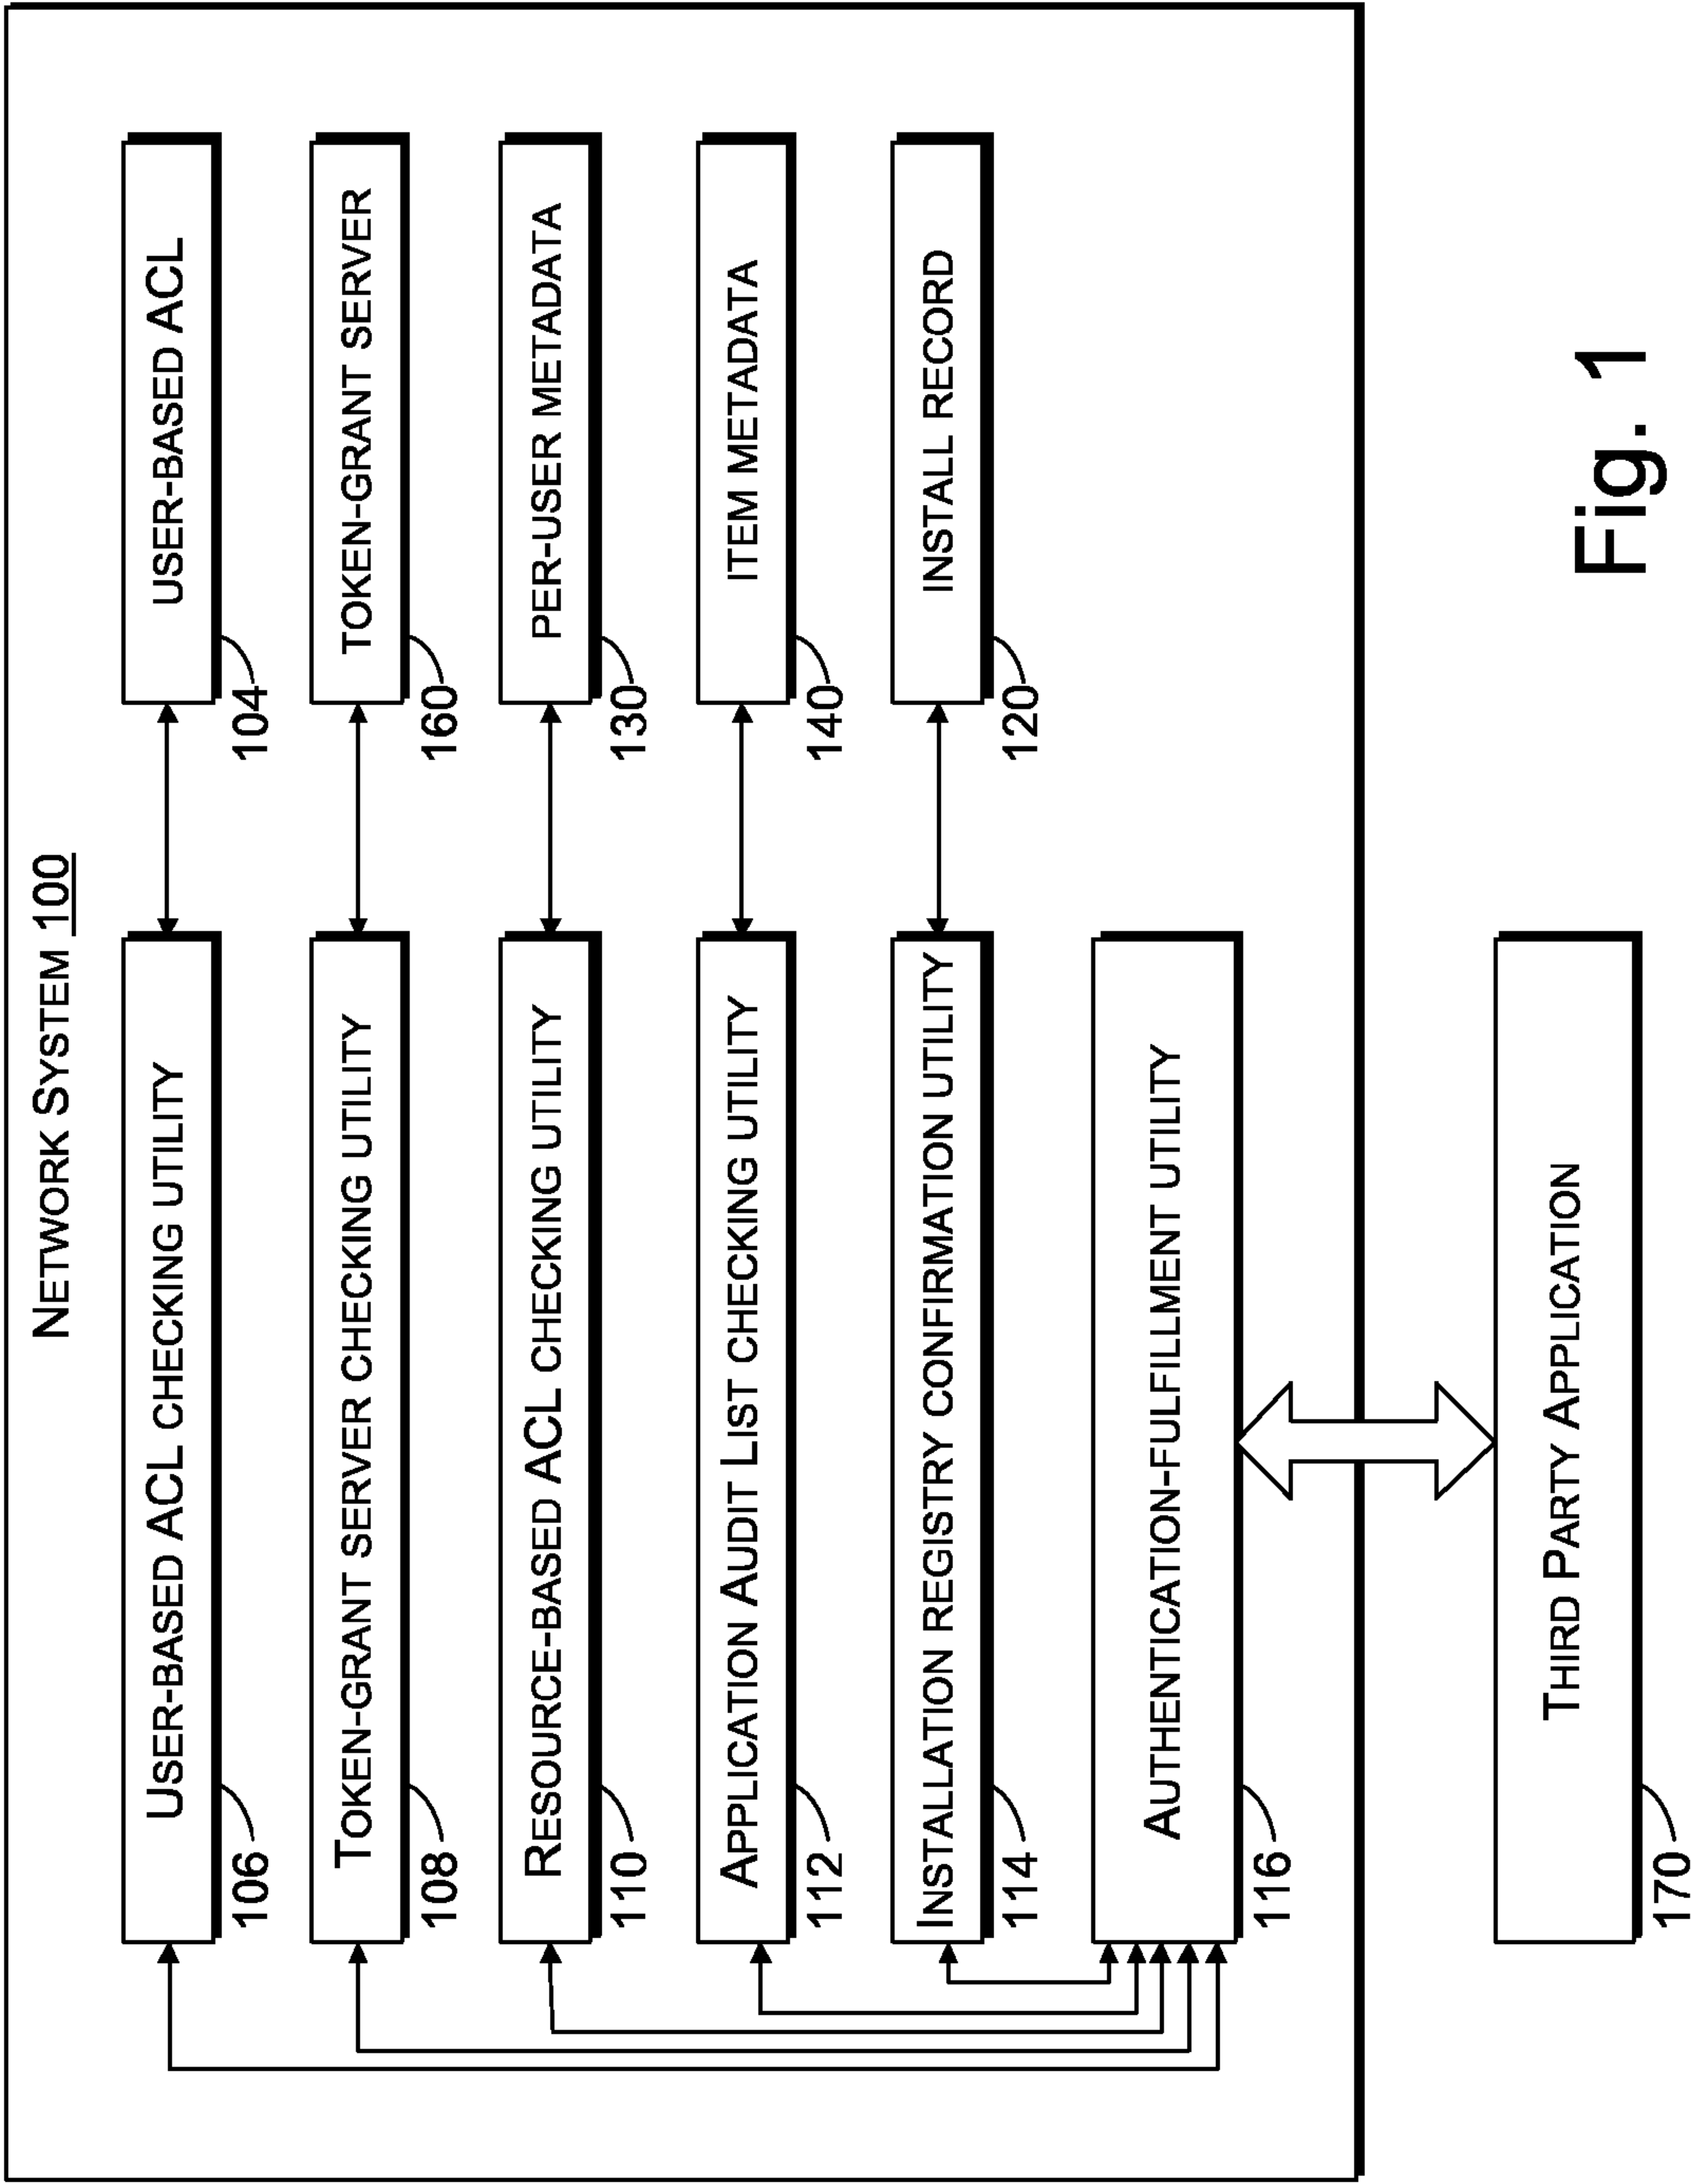 NETWORK SYSTEM 100
USER-BASED ACL CHECKING UTILITY
106
USER-BASED ACL
104
TOKEN-GRANT SERVER CHECKING UTILITY
108
TOKEN-GRANT SERVER
160
RESOURCE-BASED ACL CHECKING UTILITY
110
PER-USER METADATA
130
APPLICATION AUDIT LIST CHECKING UTILITY
112
ITEM METADATA
140
INSTALLATION REGISTRY CONFIRMATION UTILITY
114
INSTALL RECORD
120
AUTHENTICATION-FULFILLMENT UTILITY
116
THIRD PARTY APPLICATION
170
Fig. 1